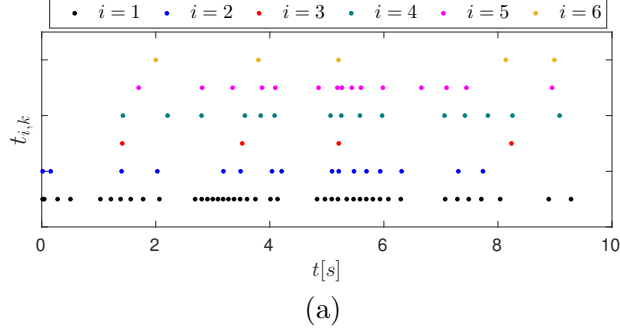 i = 1 i = 2 i = 3 i = 4 i = 5 i = 6
t_{i,k}
0 2 4 6 8 10
t[s]
(a)